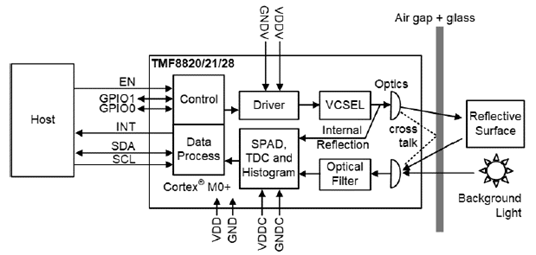 Air gap + glass
GNDV
VDDV
TMF8820/21/28
EN
GPIO1
GPIO0
Control
Driver
VCSEL
Optics
Host
INT
SDA
SCL
Data
Process
Cortex® M0+
SPAD,
TDC and
Histogram
Internal
Reflection
Optical
Filter
cross
talk
Reflective
Surface
Background
Light
VDD
GND
VDDC
GNDC